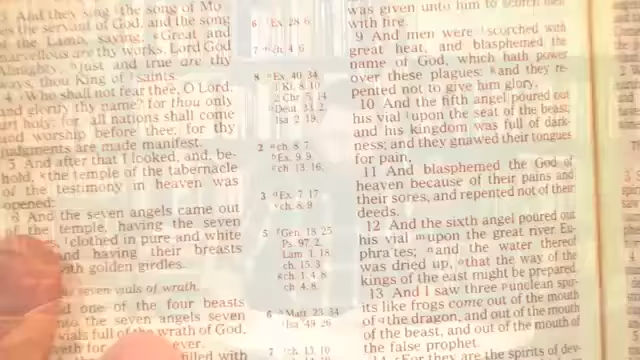 3 And they sing the song of Mo
es the servant of God, and the song
of the Lamb, saying, Great and
marvellous are thy works, Lord God
Almighty; just and true are thy
ways, thou King of saints.
4 Who shall not fear thee, O Lord,
and glorify thy name? for thou only
art holy: for all nations shall come
and worship before thee; for thy
judgments are made manifest.
5 And after that I looked, and, be-
hold, the temple of the tabernacle
of the testimony in heaven was
opened:
6 And the seven angels came out
of the temple, having the seven
clothed in pure and white
and having their breasts
with golden girdles.
seven vials of wrath.
one of the four beasts
unto the seven angels seven
vials full of the wrath of God,
ever.
filled with
6 Ex. 28 6
7 ch. 4 6
8 Ex. 40 34
1 Ki. 8. 10
2 Chr 5. 14
Isa 2 19.
2 ch. 8 7
Ex. 9. 9
ch 13 16.
3 Ex. 7 17
ch. 8 9
5 Gen. 18 25
Ps. 97. 2
Lam 1. 18
ch. 15. 3
ch 1. 4, 8
ch 4. 8.
6 Matt 23 34
Isa 49 26
7 ch. 13 10
was given unto him to scorch men
with fire.
9 And men were scorched with
great heat, and blasphemed the
name of God, which hath power
over these plagues: and they re-
pented not to give him glory.
10 And the fifth angel poured out
his vial upon the seat of the beast;
and his kingdom was full of dark-
ness; and they gnawed their tongues
for pain,
11 And blasphemed the God of
heaven because of their pains and
their sores, and repented not of their
deeds.
12 And the sixth angel poured out
his vial upon the great river Eu-
phra'tes; and the water thereof
was dried up, that the way of the
kings of the east might be prepared.
13 And I saw three unclean spir-
its like frogs come out of the mouth
of the dragon, and out of the mouth
of the beast, and out of the mouth of
the false prophet.
14 For they are the spirits of dev-